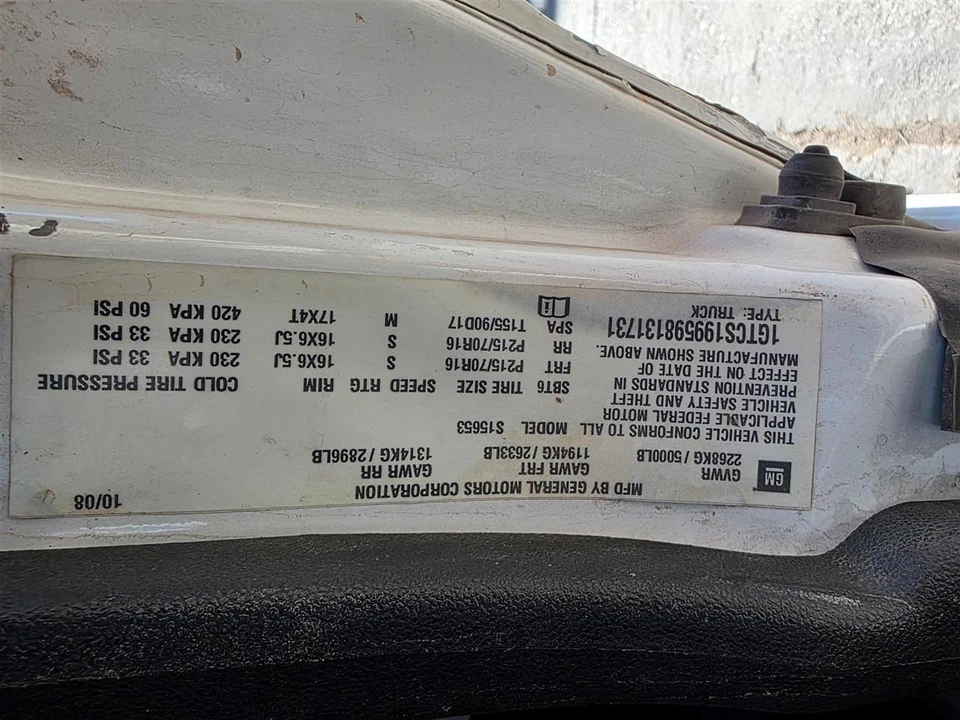 GM
MFD BY GENERAL MOTORS CORPORATION
10/08
GVWR GAWR FRT GAWR RR
2268KG / 5000LB 1194KG / 2633LB 1314KG / 2896LB
THIS VEHICLE CONFORMS TO ALL
APPLICABLE FEDERAL MOTOR
VEHICLE SAFETY AND THEFT
PREVENTION STANDARDS IN
EFFECT ON THE DATE OF
MANUFACTURE SHOWN ABOVE.
1GTCS199598131731
TYPE: TRUCK
MODEL S15653
SBT6 TIRE SIZE SPEED RTG RIM COLD TIRE PRESSURE
FRT P215/70R16 S 16X6.5J 230 KPA 33 PSI
RR P215/70R16 S 16X6.5J 230 KPA 33 PSI
SPA T155/90D17 M 17X4T 420 KPA 60 PSI